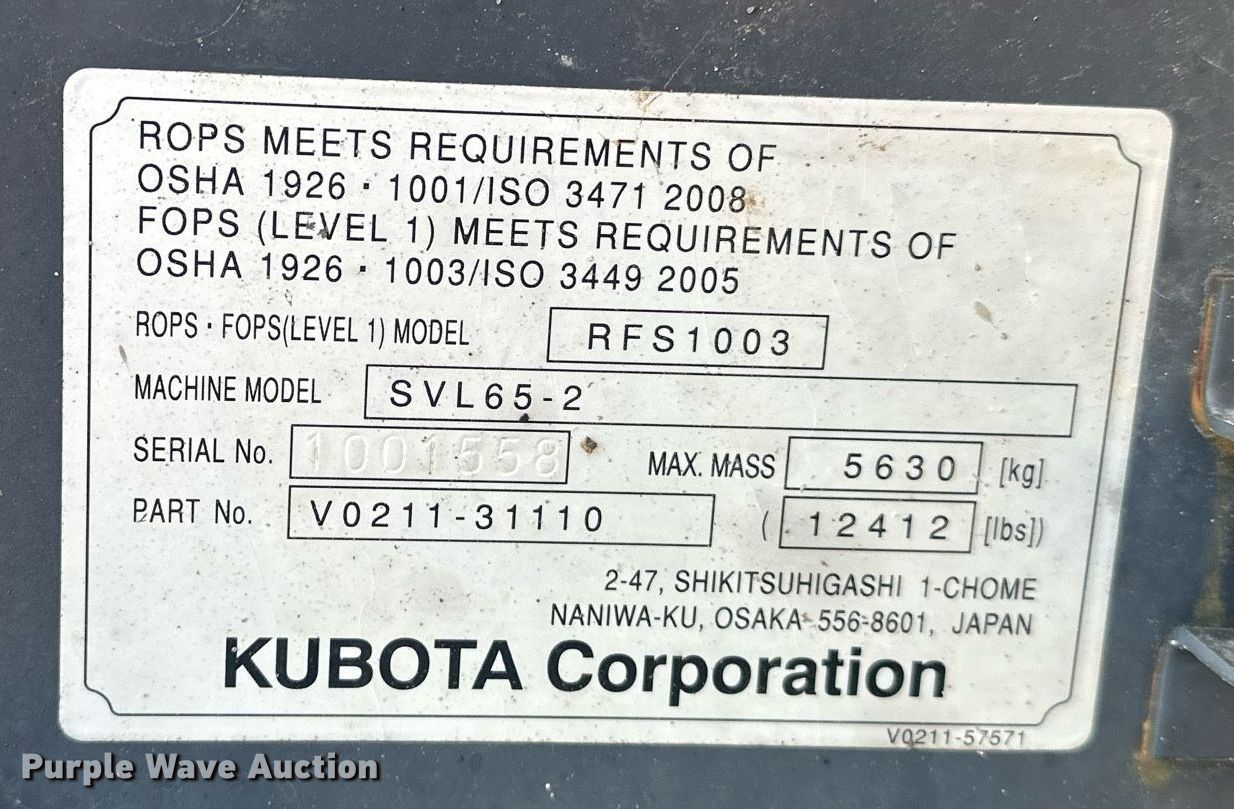 ROPS MEETS REQUIREMENTS OF
OSHA 1926・1001/ISO 3471 2008
FOPS (LEVEL 1) MEETS REQUIREMENTS OF
OSHA 1926・1003/ISO 3449 2005
ROPS・FOPS(LEVEL 1) MODEL RFS1003
MACHINE MODEL SVL65-2
SERIAL No. 1001558 MAX. MASS 5630 [kg]
PART No. V0211-31110 (12412 [lbs])
2-47, SHIKITSUHIGASHI 1-CHOME
NANIWA-KU, OSAKA 556-8601, JAPAN
KUBOTA Corporation
V0211-57571
Purple Wave Auction